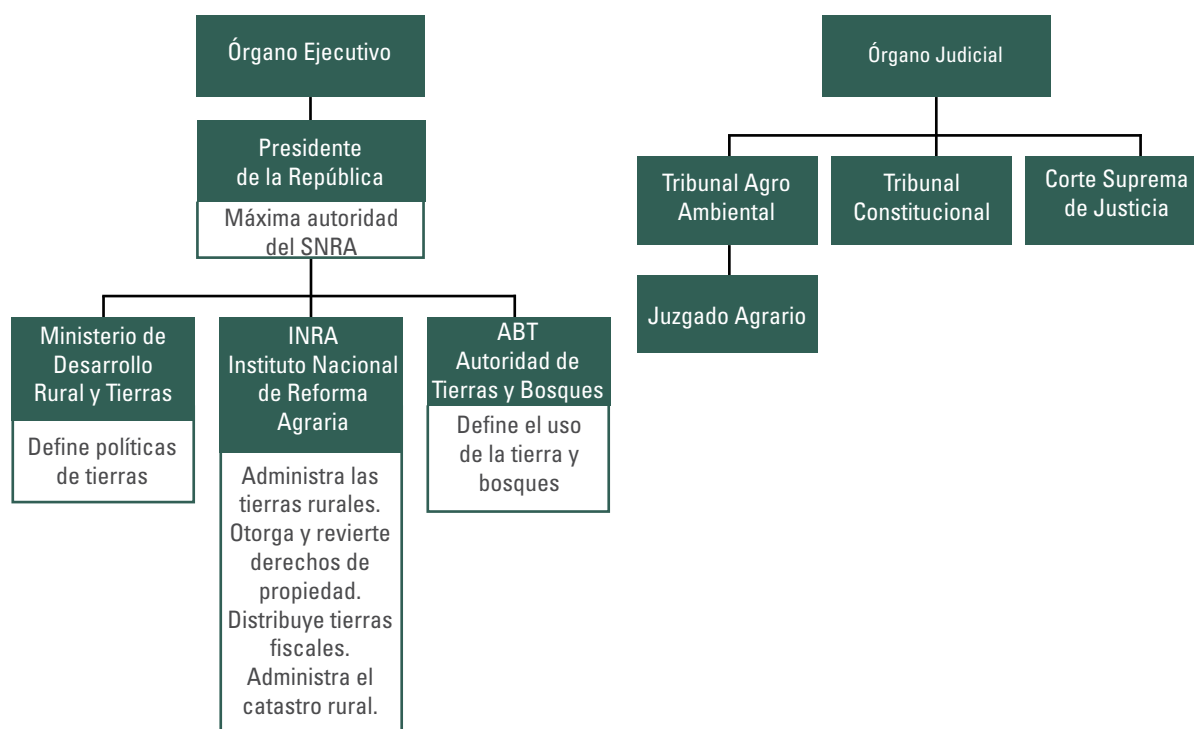 Órgano Ejecutivo
Presidente
de la República
Máxima autoridad
del SNRA
Ministerio de
Desarrollo
Rural y Tierras
Define políticas
de tierras
INRA
Instituto Nacional
de Reforma
Agraria
Administra las
tierras rurales.
Otorga y revierte
derechos de
propiedad.
Distribuye tierras
fiscales.
Administra el
catastro rural.
ABT
Autoridad de
Tierras y Bosques
Define el uso
de la tierra y
bosques
Órgano Judicial
Tribunal Agro
Ambiental
Juzgado Agrario
Tribunal
Constitucional
Corte Suprema
de Justicia